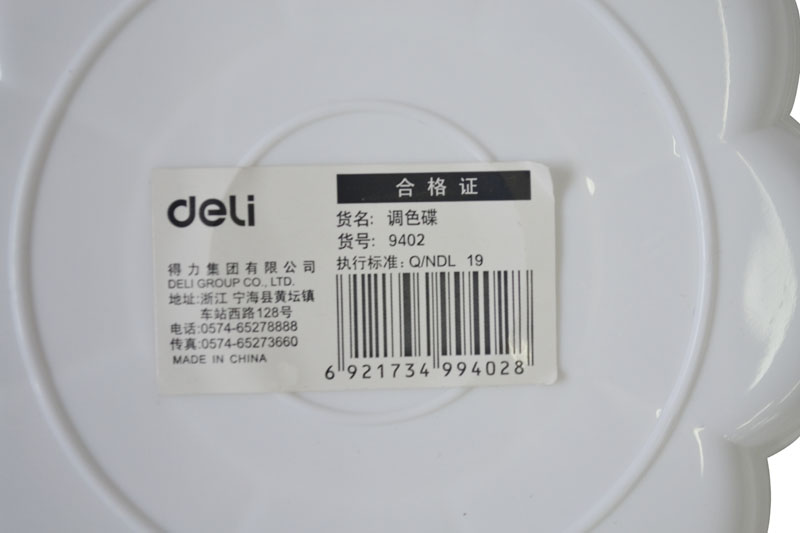 deli
得力集团有限公司
DELI GROUP CO., LTD.
地址:浙江 宁海县黄坛镇
车站西路128号
电话:0574-65278888
传真:0574-65273660
MADE IN CHINA
合格证
货名: 调色碟
货号: 9402
执行标准: Q/NDL 19
6 921734 994028